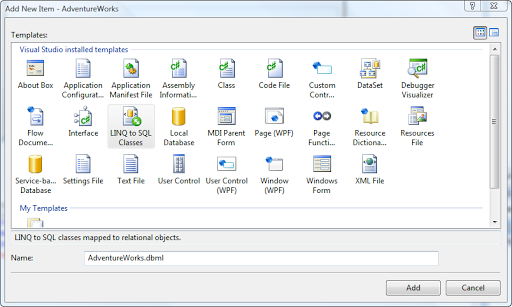 Add New Item - AdventureWorks
Templates:
Visual Studio installed templates
About Box Application Configurat... Application Manifest File Assembly Informati... Class Code File Custom Contr... DataSet Debugger Visualizer
Flow Docume... Interface LINQ to SQL Classes Local Database MDI Parent Form Page (WPF) Page Functi... Resource Dictiona... Resources File
Service-ba... Database Settings File Text File User Control User Control (WPF) Window (WPF) Windows Form XML File
My Templates
LINQ to SQL classes mapped to relational objects.
Name: AdventureWorks.dbml
Add Cancel